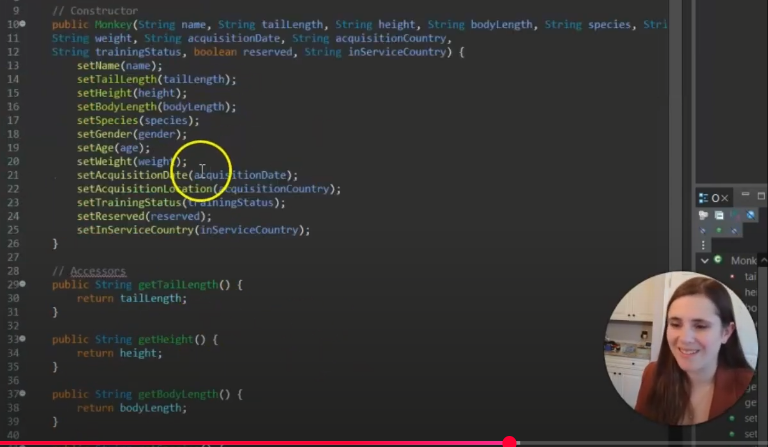 9 // Constructor
10 public Monkey(String name, String tailLength, String height, String bodyLength, String species, Stri
11 String weight, String acquisitionDate, String acquisitionCountry,
12 String trainingStatus, boolean reserved, String inServiceCountry) {
13 setName(name);
14 setTailLength(tailLength);
15 setHeight(height);
16 setBodyLength(bodyLength);
17 setSpecies(species);
18 setGender(gender);
19 setAge(age);
20 setWeight(weight);
21 setAcquisitionDate(acquisitionDate);
22 setAcquisitionLocation(acquisitionCountry);
23 setTrainingStatus(trainingStatus);
24 setReserved(reserved);
25 setInServiceCountry(inServiceCountry);
26 }
27
28 // Accessors
29 public String getTailLength() {
30 return tailLength;
31 }
32
33 public String getHeight() {
34 return height;
35 }
36
37 public String getBodyLength() {
38 return bodyLength;
39 }
40
O
Monk
tai
hei
ge
ge
set
set